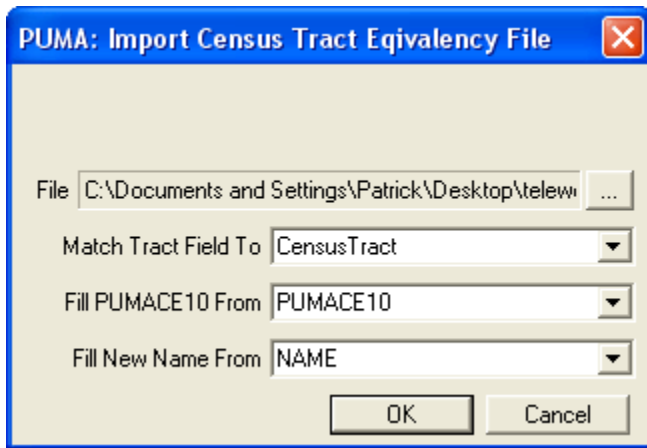 PUMA: Import Census Tract Eqivalency File
File C:\Documents and Settings\Patrick\Desktop\telew ...
Match Tract Field To CensusTract
Fill PUMACE10 From PUMACE10
Fill New Name From NAME
OK Cancel